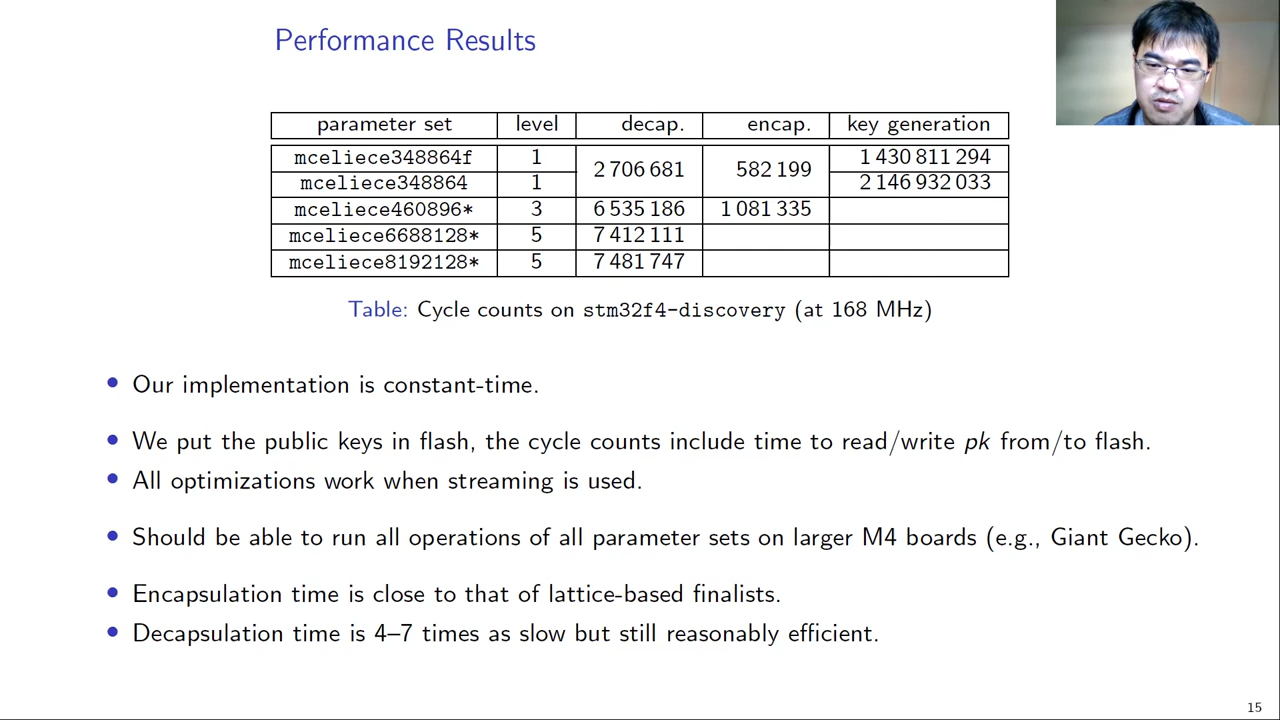 Performance Results
parameter set level decap. encap. key generation
mceliece348864f 1 2 706 681 582 199 1 430 811 294
mceliece348864 1 2 146 932 033
mceliece460896* 3 6 535 186 1 081 335
mceliece6688128* 5 7 412 111
mceliece8192128* 5 7 481 747
Table: Cycle counts on stm32f4-discovery (at 168 MHz)
• Our implementation is constant-time.
• We put the public keys in flash, the cycle counts include time to read/write pk from/to flash.
• All optimizations work when streaming is used.
• Should be able to run all operations of all parameter sets on larger M4 boards (e.g., Giant Gecko).
• Encapsulation time is close to that of lattice-based finalists.
• Decapsulation time is 4–7 times as slow but still reasonably efficient.
15